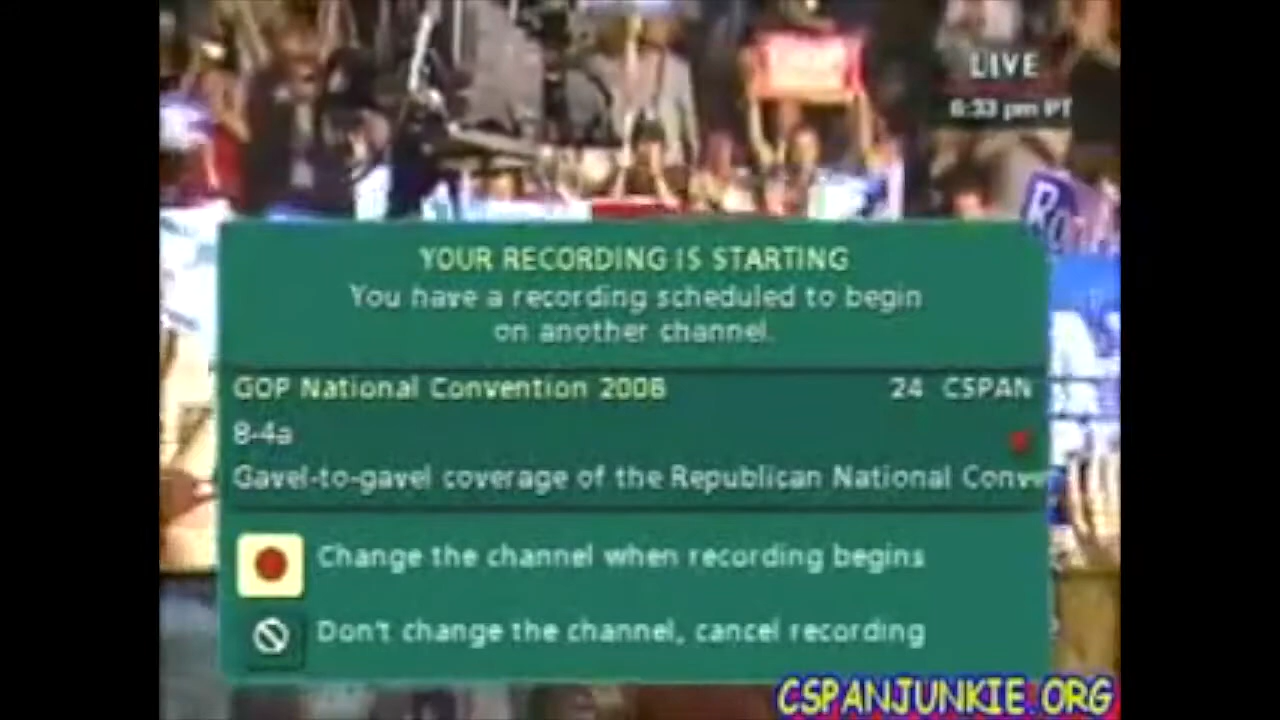 LIVE
6:33 pm PT
YOUR RECORDING IS STARTING
You have a recording scheduled to begin
on another channel.
GOP National Convention 2008 24 CSPAN
8-4a
Gavel-to-gavel coverage of the Republican National Conve
Change the channel when recording begins
Don't change the channel, cancel recording
CSPANJUNKIE.ORG